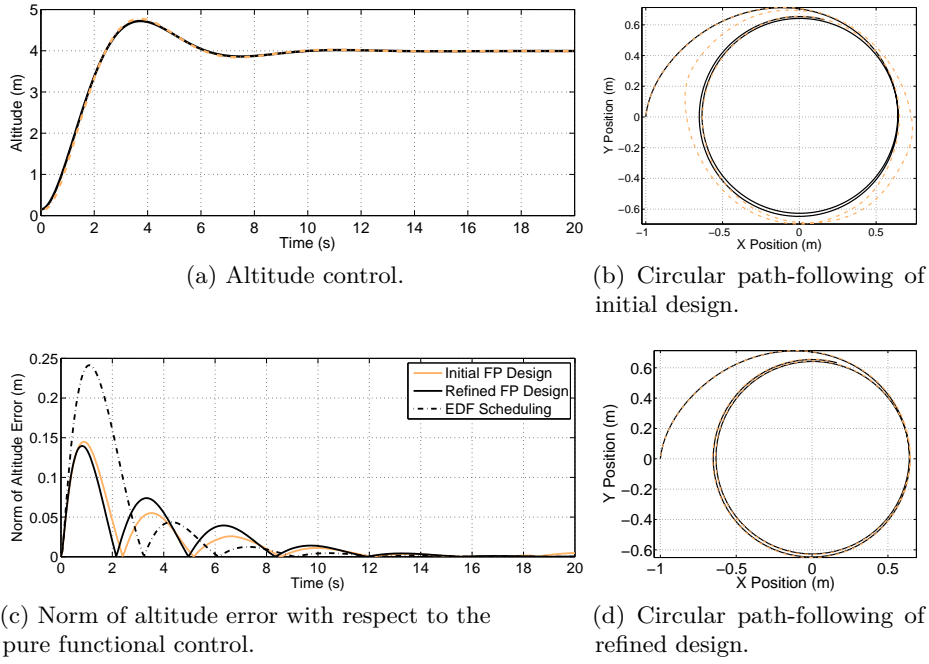 5
4
3
2
1
0
Altitude (m)
0 2 4 6 8 10 12 14 16 18 20
Time (s)
(a) Altitude control.
0.6
0.4
0.2
0
−0.2
−0.4
−0.6
Y Position (m)
−1 −0.5 0 0.5
X Position (m)
(b) Circular path-following of
initial design.
0.25
0.20
0.15
0.10
0.05
0
Norm of Altitude Error (m)
Initial FP Design
Refined FP Design
EDF Scheduling
0 2 4 6 8 10 12 14 16 18 20
Time (s)
(c) Norm of altitude error with respect to the
pure functional control.
0.6
0.4
0.2
0
−0.2
−0.4
−0.6
Y Position (m)
−1 −0.5 0 0.5
X Position (m)
(d) Circular path-following of
refined design.